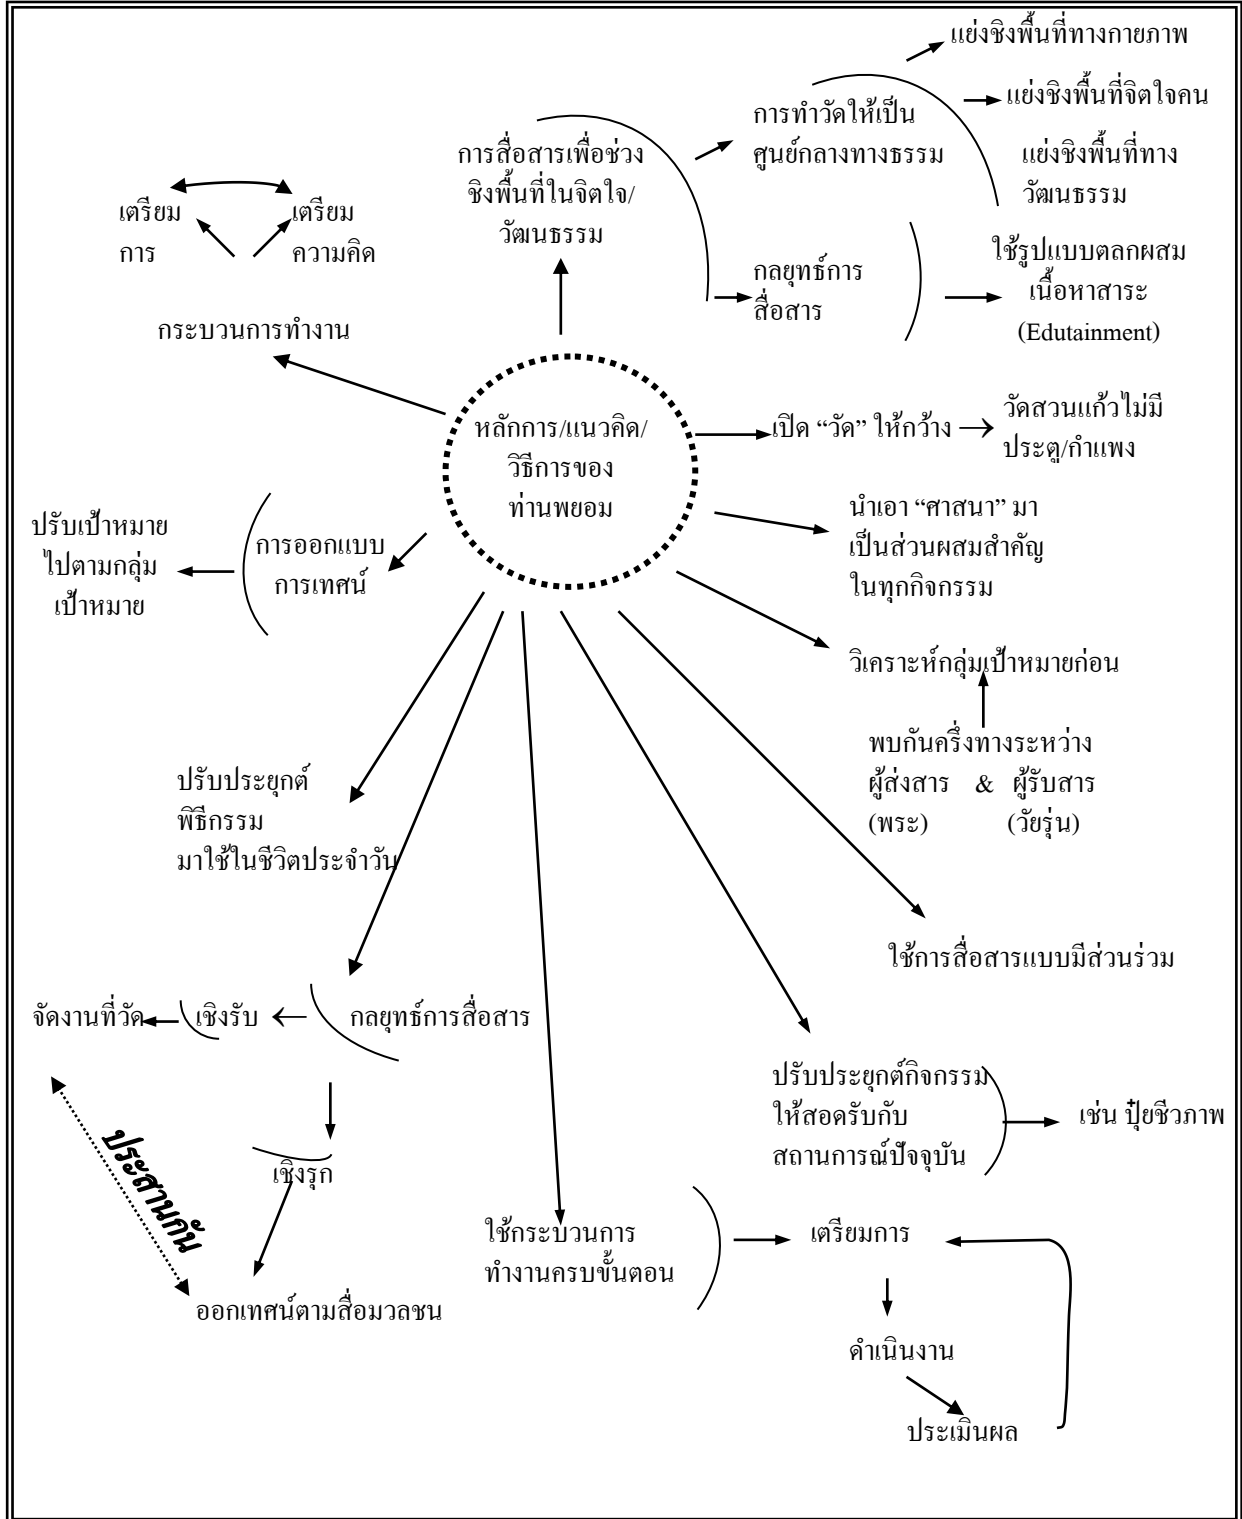 แย่งชิงพื้นที่ทางกายภาพ
แย่งชิงพื้นที่จิตใจคน
การทำวัดให้เป็น
ศูนย์กลางทางธรรม
แย่งชิงพื้นที่ทาง
วัฒนธรรม
การสื่อสารเพื่อช่วง
ชิงพื้นที่ในจิตใจ/
วัฒนธรรม
เตรียม
การ
เตรียม
ความคิด
กลยุทธ์การ
สื่อสาร
ใช้รูปแบบตลกผสม
เนื้อหาสาระ
(Edutainment)
กระบวนการทำงาน
หลักการ/แนวคิด/
วิธีการของ
ท่านพยอม
เปิด “วัด” ให้กว้าง
วัดสวนแก้วไม่มี
ประตู/กำแพง
นำเอา “ศาสนา” มา
เป็นส่วนผสมสำคัญ
ในทุกกิจกรรม
การออกแบบ
การเทศน์
ปรับเป้าหมาย
ไปตามกลุ่ม
เป้าหมาย
วิเคราะห์กลุ่มเป้าหมายก่อน
พบกันครึ่งทางระหว่าง
ผู้ส่งสาร & ผู้รับสาร
(พระ) (วัยรุ่น)
ปรับประยุกต์
พิธีกรรม
มาใช้ในชีวิตประจำวัน
ใช้การสื่อสารแบบมีส่วนร่วม
จัดงานที่วัด
เชิงรับ
กลยุทธ์การสื่อสาร
ปรับประยุกต์กิจกรรม
ให้สอดรับกับ
สถานการณ์ปัจจุบัน
เช่น ปุ๋ยชีวภาพ
เชิงรุก
ประสานกัน
ออกเทศน์ตามสื่อมวลชน
ใช้กระบวนการ
ทำงานครบขั้นตอน
เตรียมการ
ดำเนินงาน
ประเมินผล